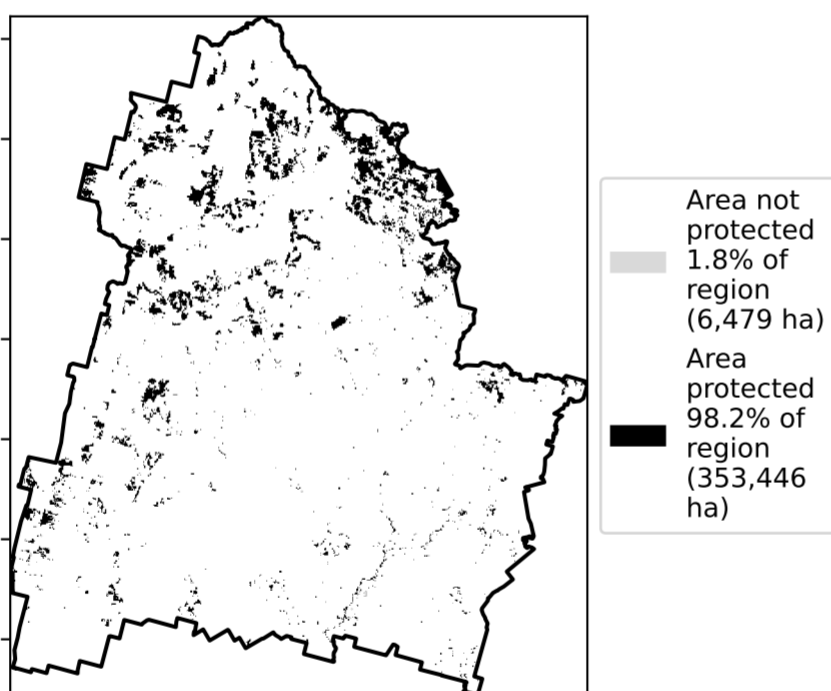 Area not
protected
1.8% of
region
(6,479 ha)
Area
protected
98.2% of
region
(353,446
ha)